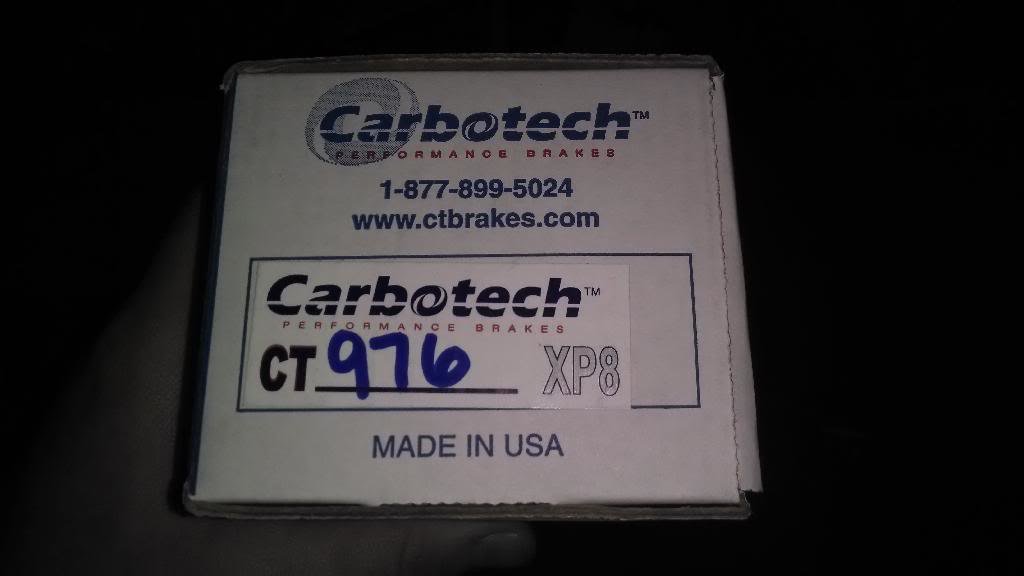 Carbotech™
PERFORMANCE BRAKES
1-877-899-5024
www.ctbrakes.com
Carbotech™
PERFORMANCE BRAKES
CT 976 XP8
MADE IN USA